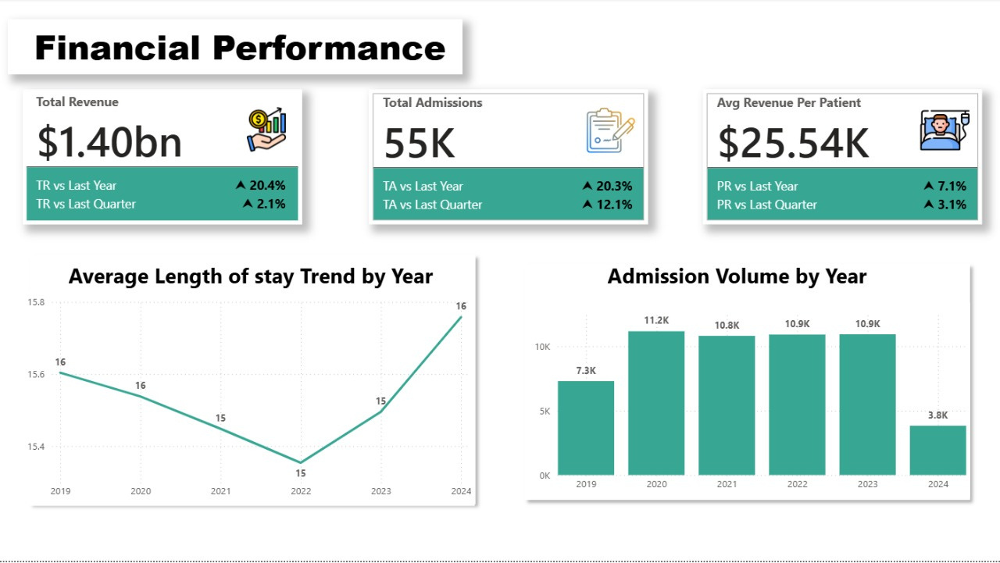 Financial Performance
Total Revenue
$1.40bn
TR vs Last Year 20.4%
TR vs Last Quarter 2.1%
Total Admissions
55K
TA vs Last Year 20.3%
TA vs Last Quarter 12.1%
Avg Revenue Per Patient
$25.54K
PR vs Last Year 7.1%
PR vs Last Quarter 3.1%
Average Length of stay Trend by Year
15.8
15.6
15.4
16
16
15
15
15
16
2019 2020 2021 2022 2023 2024
Admission Volume by Year
10K
5K
0K
7.3K
11.2K
10.8K
10.9K
10.9K
3.8K
2019 2020 2021 2022 2023 2024